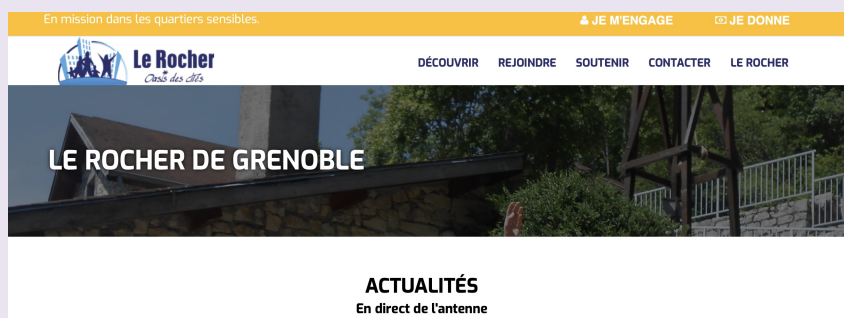 En mission dans les quartiers sensibles.
JE M'ENGAGE
JE DONNE
Le Rocher
Oasis des cités
DÉCOUVRIR REJOINDRE SOUTENIR CONTACTER LE ROCHER
LE ROCHER DE GRENOBLE
ACTUALITÉS
En direct de l'antenne